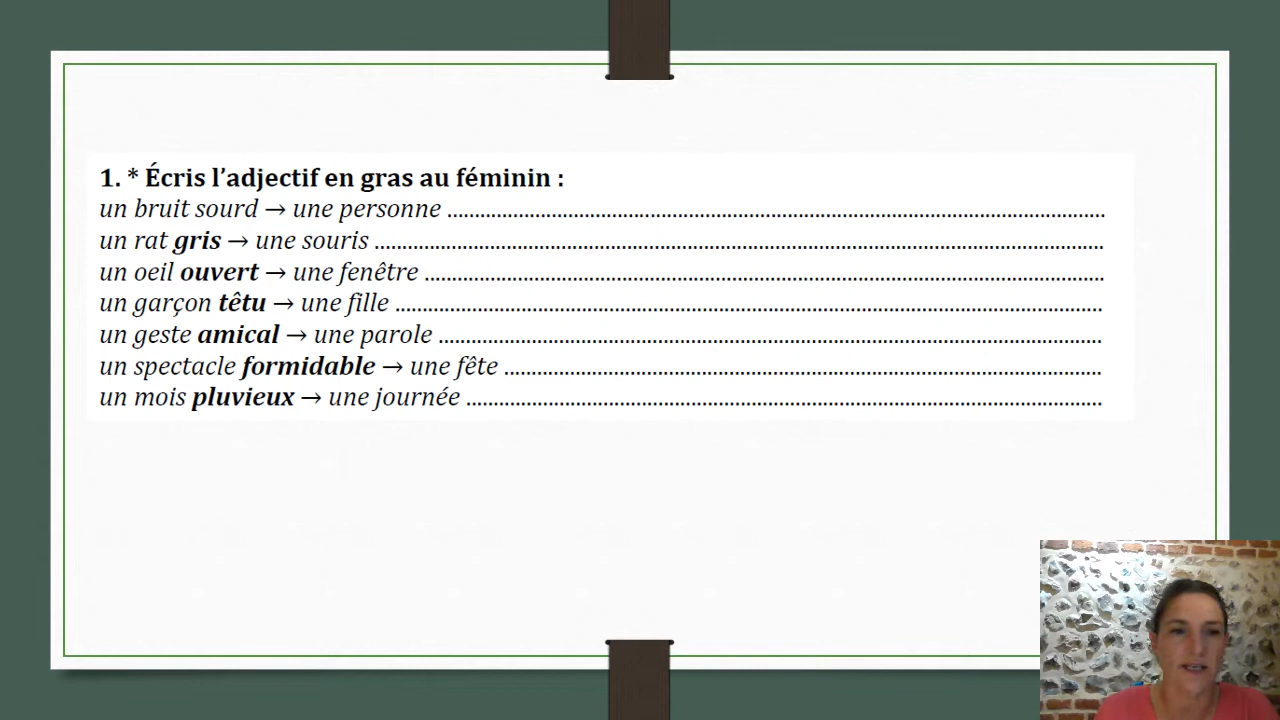 1. * Écris l’adjectif en gras au féminin :
un bruit sourd → une personne ........................................................................................................................
un rat gris → une souris .....................................................................................................................................
un oeil ouvert → une fenêtre ............................................................................................................................
un garçon têtu → une fille .................................................................................................................................
un geste amical → une parole .........................................................................................................................
un spectacle formidable → une fête .............................................................................................................
un mois pluvieux → une journée ....................................................................................................................